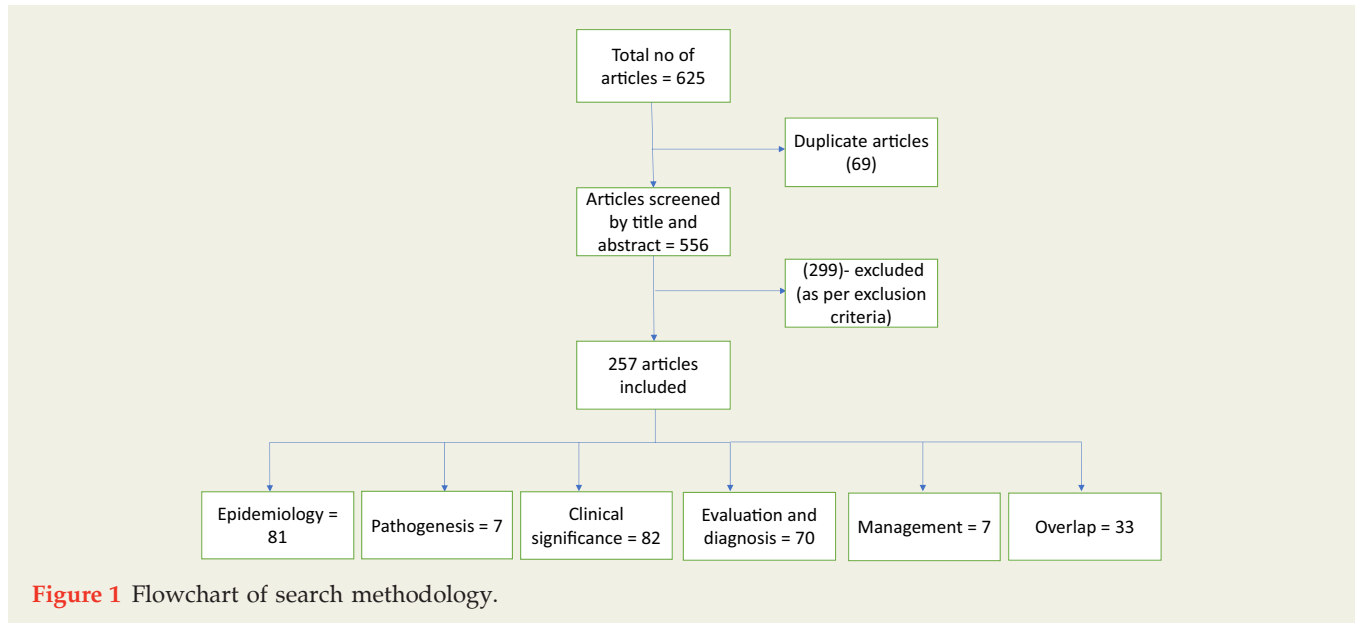 Total no of
articles = 625
Duplicate articles
(69)
Articles screened
by title and
abstract = 556
(299)- excluded
(as per exclusion
criteria)
257 articles
included
Epidemiology =
81
Pathogenesis = 7
Clinical
significance = 82
Evaluation and
diagnosis = 70
Management = 7
Overlap = 33
Figure 1 Flowchart of search methodology.